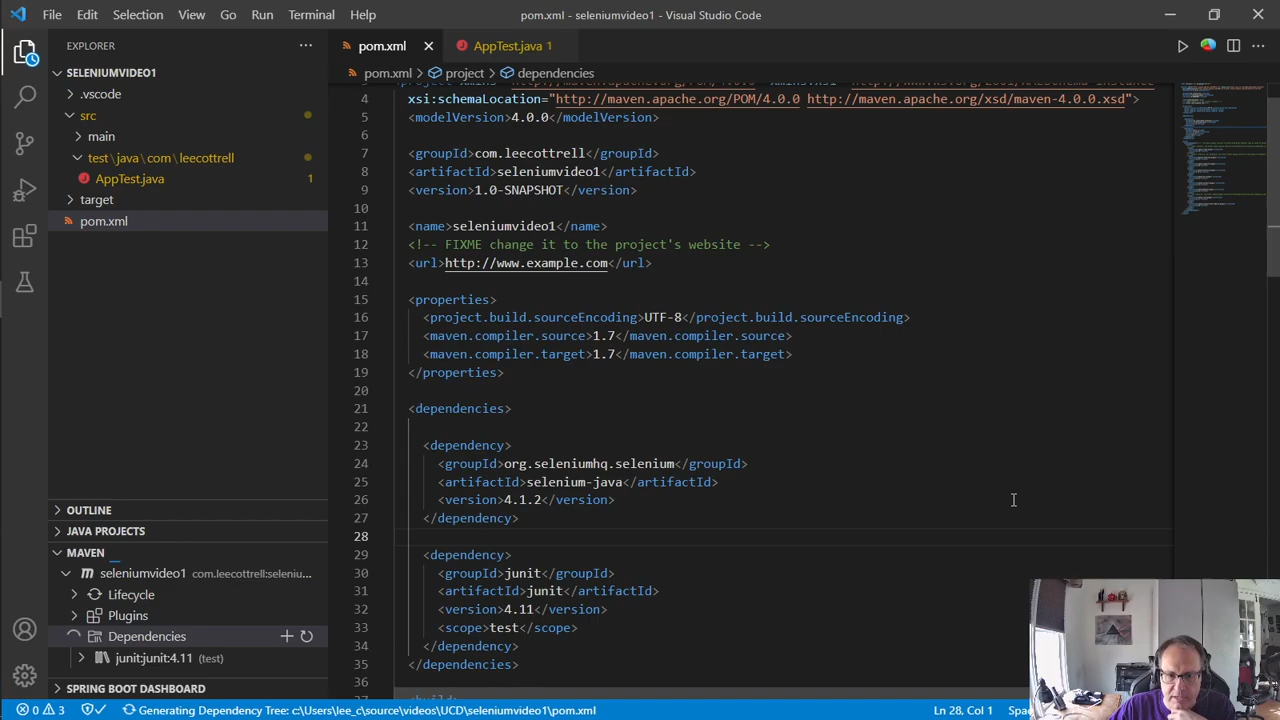 File Edit Selection View Go Run Terminal Help
pom.xml - seleniumvideo1 - Visual Studio Code
EXPLORER
SELENIUMVIDEO1
.vscode
src
main
test\java\com\leecottrell
AppTest.java 1
target
pom.xml
OUTLINE
JAVA PROJECTS
MAVEN
seleniumvideo1 com.leecottrell:seleniu...
Lifecycle
Plugins
Dependencies
junit:junit:4.11 (test)
SPRING BOOT DASHBOARD
pom.xml
AppTest.java 1
pom.xml > project > dependencies
4 xsi:schemaLocation="http://maven.apache.org/POM/4.0.0 http://maven.apache.org/xsd/maven-4.0.0.xsd">
5 <modelVersion>4.0.0</modelVersion>
6
7 <groupId>com.leecottrell</groupId>
8 <artifactId>seleniumvideo1</artifactId>
9 <version>1.0-SNAPSHOT</version>
10
11 <name>seleniumvideo1</name>
12 <!-- FIXME change it to the project's website -->
13 <url>http://www.example.com</url>
14
15 <properties>
16 <project.build.sourceEncoding>UTF-8</project.build.sourceEncoding>
17 <maven.compiler.source>1.7</maven.compiler.source>
18 <maven.compiler.target>1.7</maven.compiler.target>
19 </properties>
20
21 <dependencies>
22
23 <dependency>
24 <groupId>org.seleniumhq.selenium</groupId>
25 <artifactId>selenium-java</artifactId>
26 <version>4.1.2</version>
27 </dependency>
28
29 <dependency>
30 <groupId>junit</groupId>
31 <artifactId>junit</artifactId>
32 <version>4.11</version>
33 <scope>test</scope>
34 </dependency>
35 </dependencies>
36
0 3 Generating Dependency Tree: c:\Users\lee_c\source\videos\UCD\seleniumvideo1\pom.xml
Ln 28, Col 1